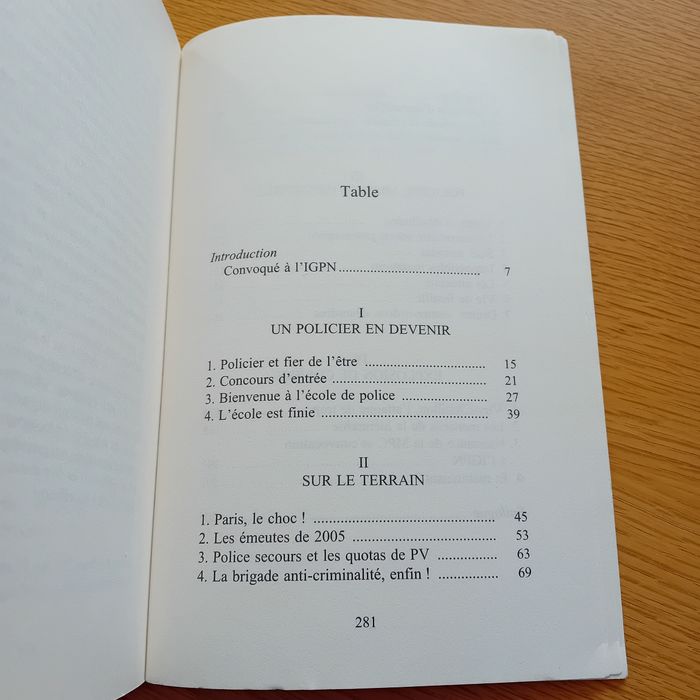 Table
Introduction
Convoqué à l'IGPN........................................ 7
I
UN POLICIER EN DEVENIR
1. Policier et fier de l'être .................................. 15
2. Concours d'entrée ........................................... 21
3. Bienvenue à l'école de police .......................... 27
4. L'école est finie ............................................... 39
II
SUR LE TERRAIN
1. Paris, le choc ! ................................................ 45
2. Les émeutes de 2005 ...................................... 53
3. Police secours et les quotas de PV ................ 63
4. La brigade anti-criminalité, enfin ! ................ 69
281